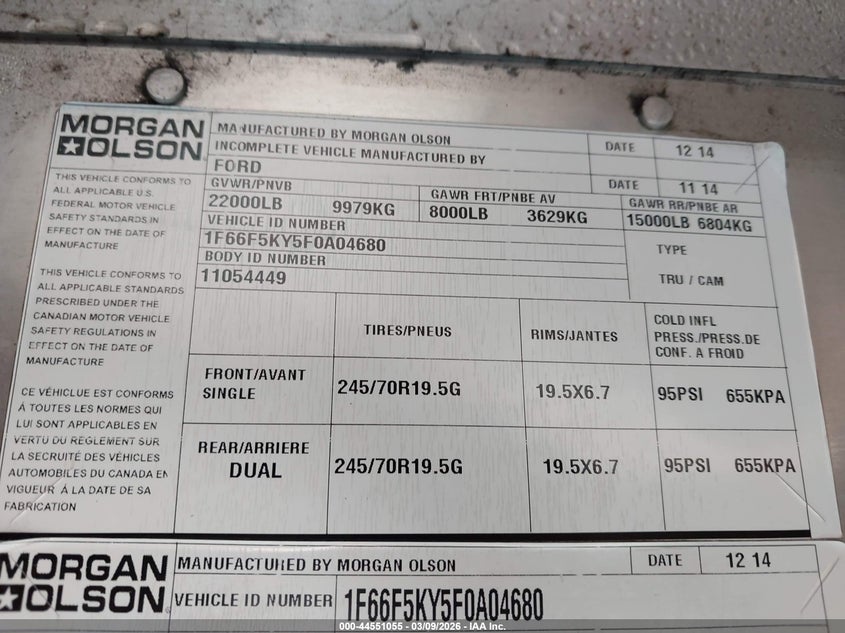 MORGAN OLSON
MANUFACTURED BY MORGAN OLSON
DATE 12 14
INCOMPLETE VEHICLE MANUFACTURED BY
FORD
DATE 11 14
GVWR/PNVB
22000LB 9979KG
GAWR FRT/PNBE AV
8000LB 3629KG
GAWR RR/PNBE AR
15000LB 6804KG
VEHICLE ID NUMBER
1F66F5KY5F0A04680
TYPE
BODY ID NUMBER
11054449
TRU / CAM
THIS VEHICLE CONFORMS TO
ALL APPLICABLE U.S.
FEDERAL MOTOR VEHICLE
SAFETY STANDARDS IN
EFFECT ON THE DATE OF
MANUFACTURE
THIS VEHICLE CONFORMS TO
ALL APPLICABLE STANDARDS
PRESCRIBED UNDER THE
CANADIAN MOTOR VEHICLE
SAFETY REGULATIONS IN
EFFECT ON THE DATE OF
MANUFACTURE
CE VÉHICLUE EST CONFORMS
À TOUTES LES NORMES QUI
LUI SONT APPLICABLES EN
VERTU DU RÈGLEMENT SUR
LA SECRUITÉ DES VÉHICLES
AUTOMOBILES DU CANADA EN
VIGUEUR À LA DATE DE SA
FABRICATION
TIRES/PNEUS
RIMS/JANTES
COLD INFL
PRESS./PRESS.DE
CONF. A FROID
FRONT/AVANT
SINGLE
245/70R19.5G
19.5X6.7
95PSI 655KPA
REAR/ARRIERE
DUAL
245/70R19.5G
19.5X6.7
95PSI 655KPA
MORGAN OLSON
MANUFACTURED BY MORGAN OLSON
DATE 12 14
VEHICLE ID NUMBER
1F66F5KY5F0A04680
000-44551055 - 03/09/2026 - IAA Inc.